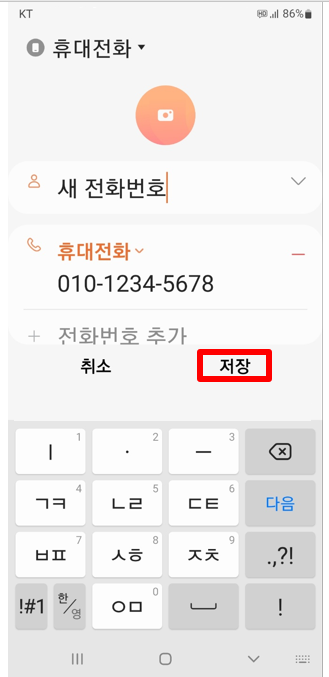 KT HD 86%
휴대전화
새 전화번호
휴대전화
010-1234-5678
전화번호 추가
취소 저장
ㅣ 1 · 2 ㅡ 3
ㄱㅋ 4 ㄴㄹ 5 ㄷㅌ 6 다음
ㅂㅍ 7 ㅅㅎ 8 ㅈㅊ 9 .,?!
!#1 한/영 ㅇㅁ 0 !